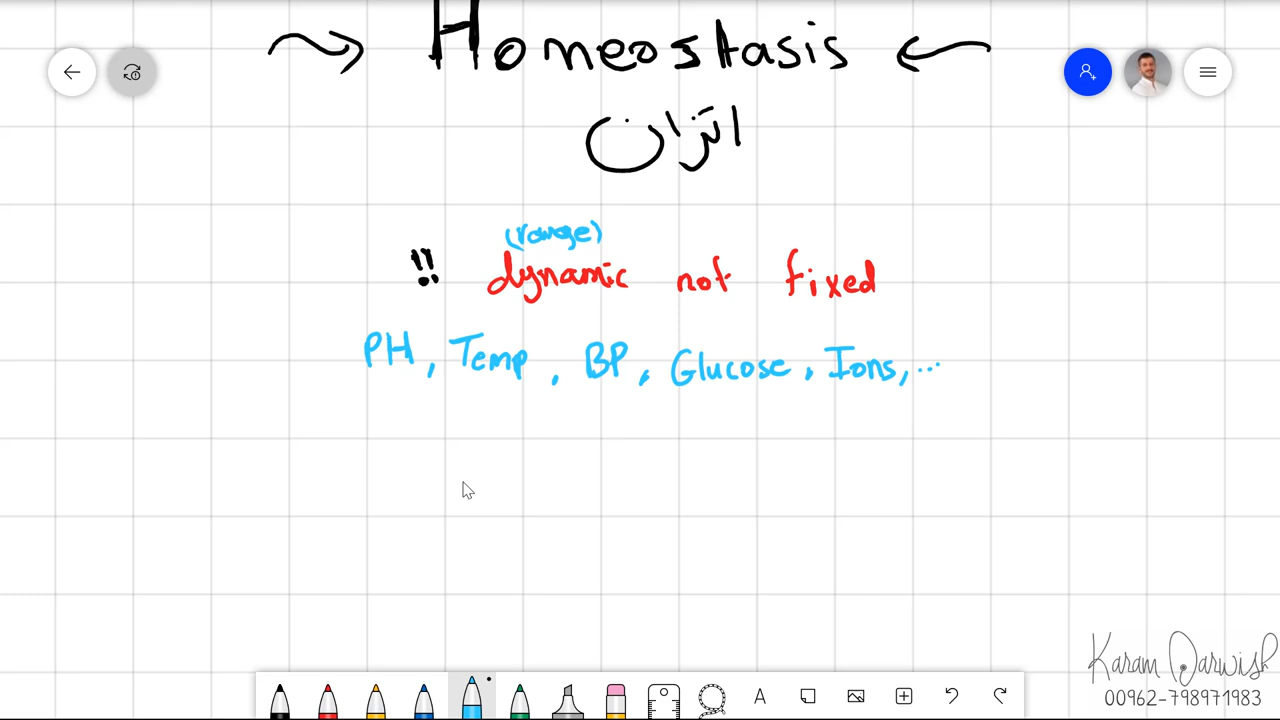 Homeostasis
اتزان
(range)
!! dynamic not fixed
PH, Temp, BP, Glucose, Ions, ...
A
Karam Darwish
00962-798971983